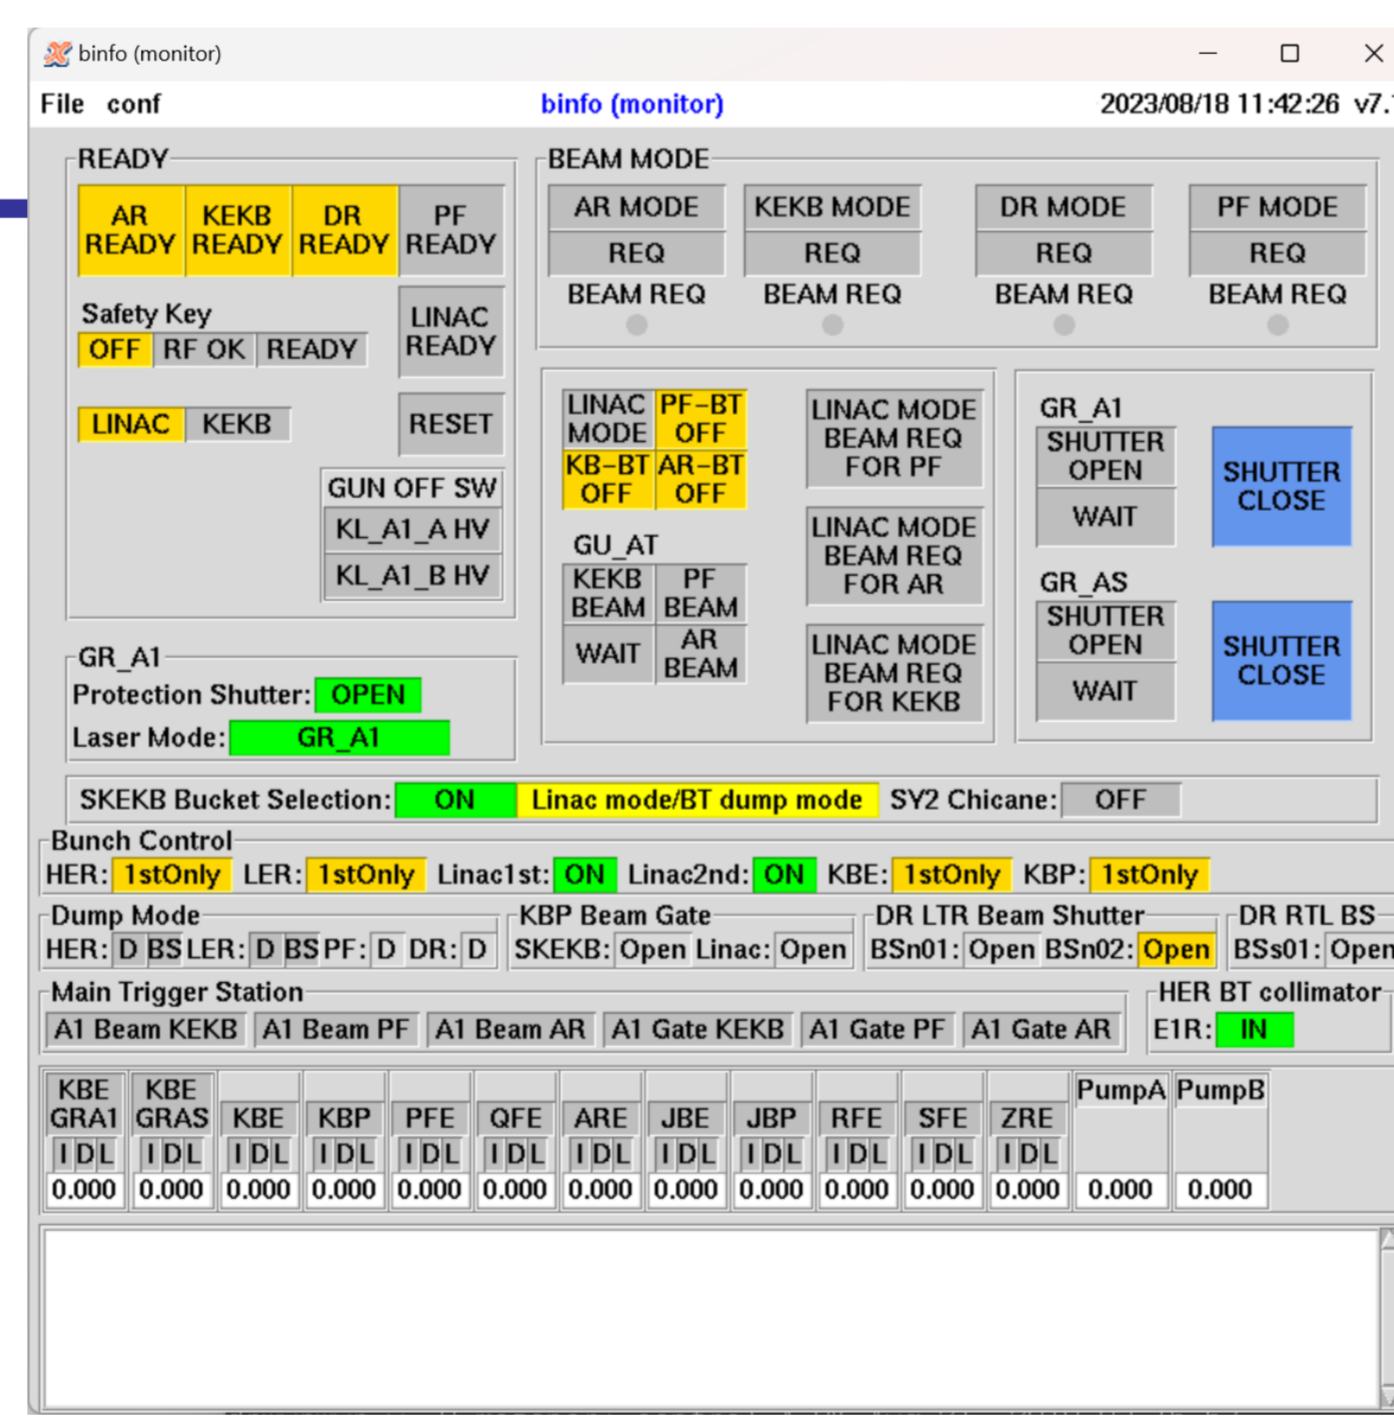 binfo (monitor)
File conf binfo (monitor) 2023/08/18 11:42:26 v7.
READY
AR READY
KEKB READY
DR READY
PF READY
Safety Key
OFF RF OK READY
LINAC READY
LINAC KEKB
RESET
GUN OFF SW
KL_A1_A HV
KL_A1_B HV
BEAM MODE
AR MODE KEKB MODE DR MODE PF MODE
REQ REQ REQ REQ
BEAM REQ BEAM REQ BEAM REQ BEAM REQ
LINAC MODE
PF-BT OFF
KB-BT OFF
AR-BT OFF
GU_AT
KEKB BEAM
PF BEAM
WAIT
AR BEAM
LINAC MODE
BEAM REQ
FOR PF
LINAC MODE
BEAM REQ
FOR AR
LINAC MODE
BEAM REQ
FOR KEKB
GR_A1
SHUTTER OPEN
WAIT
SHUTTER CLOSE
GR_AS
SHUTTER OPEN
WAIT
SHUTTER CLOSE
GR_A1
Protection Shutter: OPEN
Laser Mode: GR_A1
SKEKB Bucket Selection: ON Linac mode/BT dump mode SY2 Chicane: OFF
Bunch Control
HER: 1stOnly LER: 1stOnly Linac1st: ON Linac2nd: ON KBE: 1stOnly KBP: 1stOnly
Dump Mode KBP Beam Gate DR LTR Beam Shutter DR RTL BS
HER: D BS LER: D BS PF: D DR: D SKEKB: Open Linac: Open BSn01: Open BSn02: Open BSs01: Open
Main Trigger Station HER BT collimator
A1 Beam KEKB A1 Beam PF A1 Beam AR A1 Gate KEKB A1 Gate PF A1 Gate AR E1R: IN
KBE KBE PumpA PumpB
GRA1 GRAS KBE KBP PFE QFE ARE JBE JBP RFE SFE ZRE
I D L I D L I D L I D L I D L I D L I D L I D L I D L I D L I D L I D L
0.000 0.000 0.000 0.000 0.000 0.000 0.000 0.000 0.000 0.000 0.000 0.000 0.000 0.000